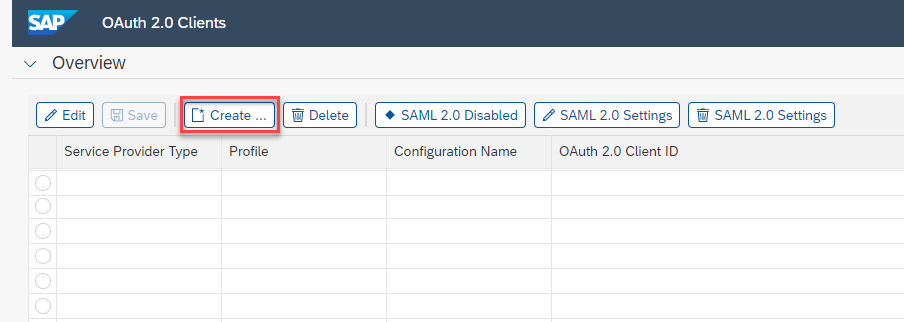 SAP OAuth 2.0 Clients
Overview
Edit Save Create ... Delete SAML 2.0 Disabled SAML 2.0 Settings SAML 2.0 Settings
Service Provider Type Profile Configuration Name OAuth 2.0 Client ID